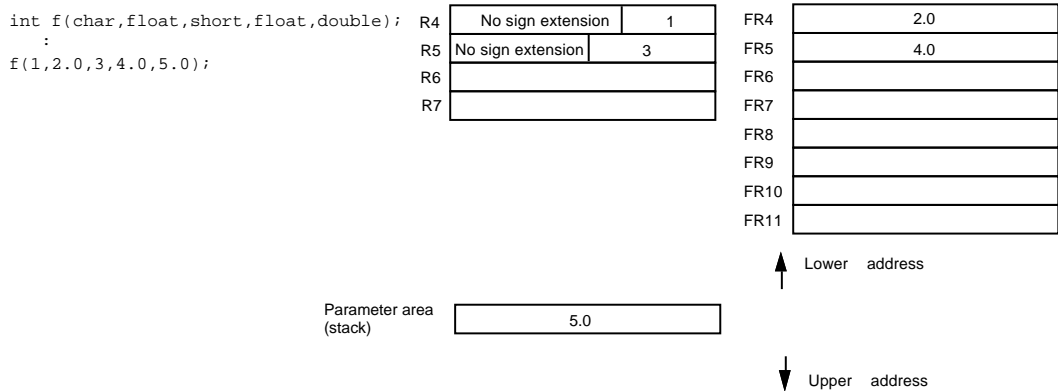 int f(char,float,short,float,double);
:
f(1,2.0,3,4.0,5.0);
R4 No sign extension 1
R5 No sign extension 3
R6
R7
FR4 2.0
FR5 4.0
FR6
FR7
FR8
FR9
FR10
FR11
Lower address
Parameter area
(stack)
5.0
Upper address